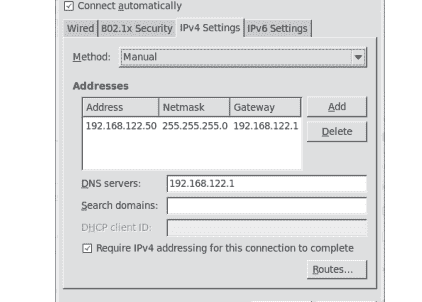 Connect automatically
Wired 802.1x Security IPv4 Settings IPv6 Settings
Method: Manual
Addresses
Address Netmask Gateway Add
192.168.122.50 255.255.255.0 192.168.122.1
Delete
DNS servers: 192.168.122.1
Search domains:
DHCP client ID:
Require IPv4 addressing for this connection to complete
Routes...